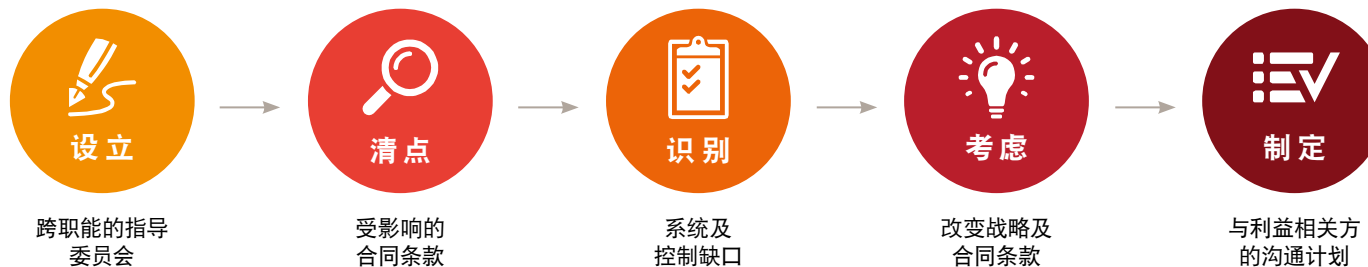 设立
清点
识别
考虑
制定
跨职能的指导
委员会
受影响的
合同条款
系统及
控制缺口
改变战略及
合同条款
与利益相关方
的沟通计划